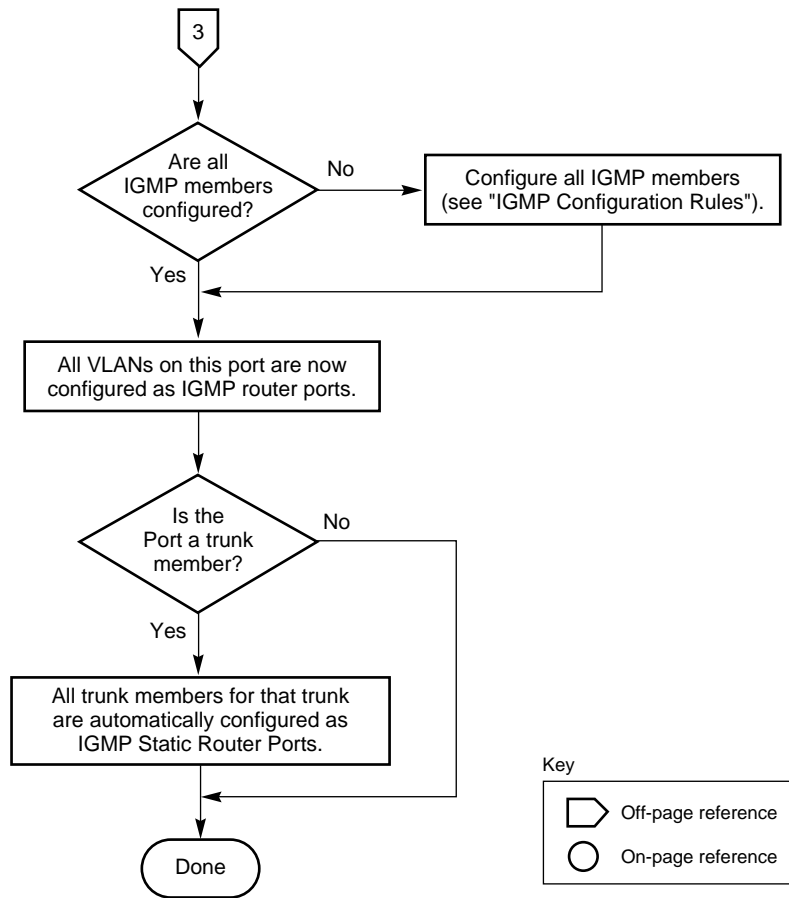 3
Are all
IGMP members
configured?
No
Configure all IGMP members
(see "IGMP Configuration Rules").
Yes
All VLANs on this port are now
configured as IGMP router ports.
Is the
Port a trunk
member?
No
Yes
All trunk members for that trunk
are automatically configured as
IGMP Static Router Ports.
Done
Key
Off-page reference
On-page reference